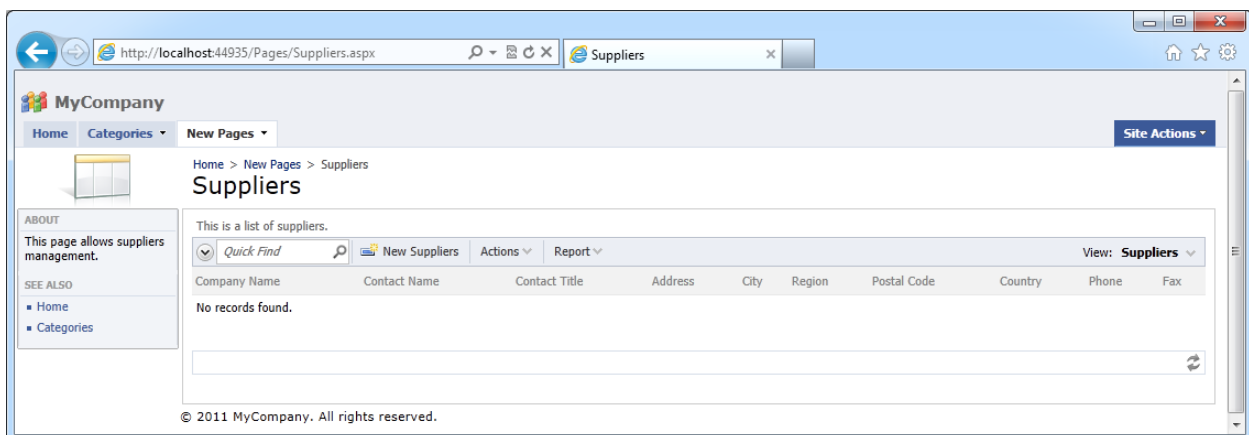 http://localhost:44935/Pages/Suppliers.aspx
Suppliers
MyCompany
Home Categories New Pages Site Actions
Home > New Pages > Suppliers
Suppliers
ABOUT
This page allows suppliers
management.
SEE ALSO
Home
Categories
This is a list of suppliers.
Quick Find New Suppliers Actions Report View: Suppliers
Company Name Contact Name Contact Title Address City Region Postal Code Country Phone Fax
No records found.
© 2011 MyCompany. All rights reserved.